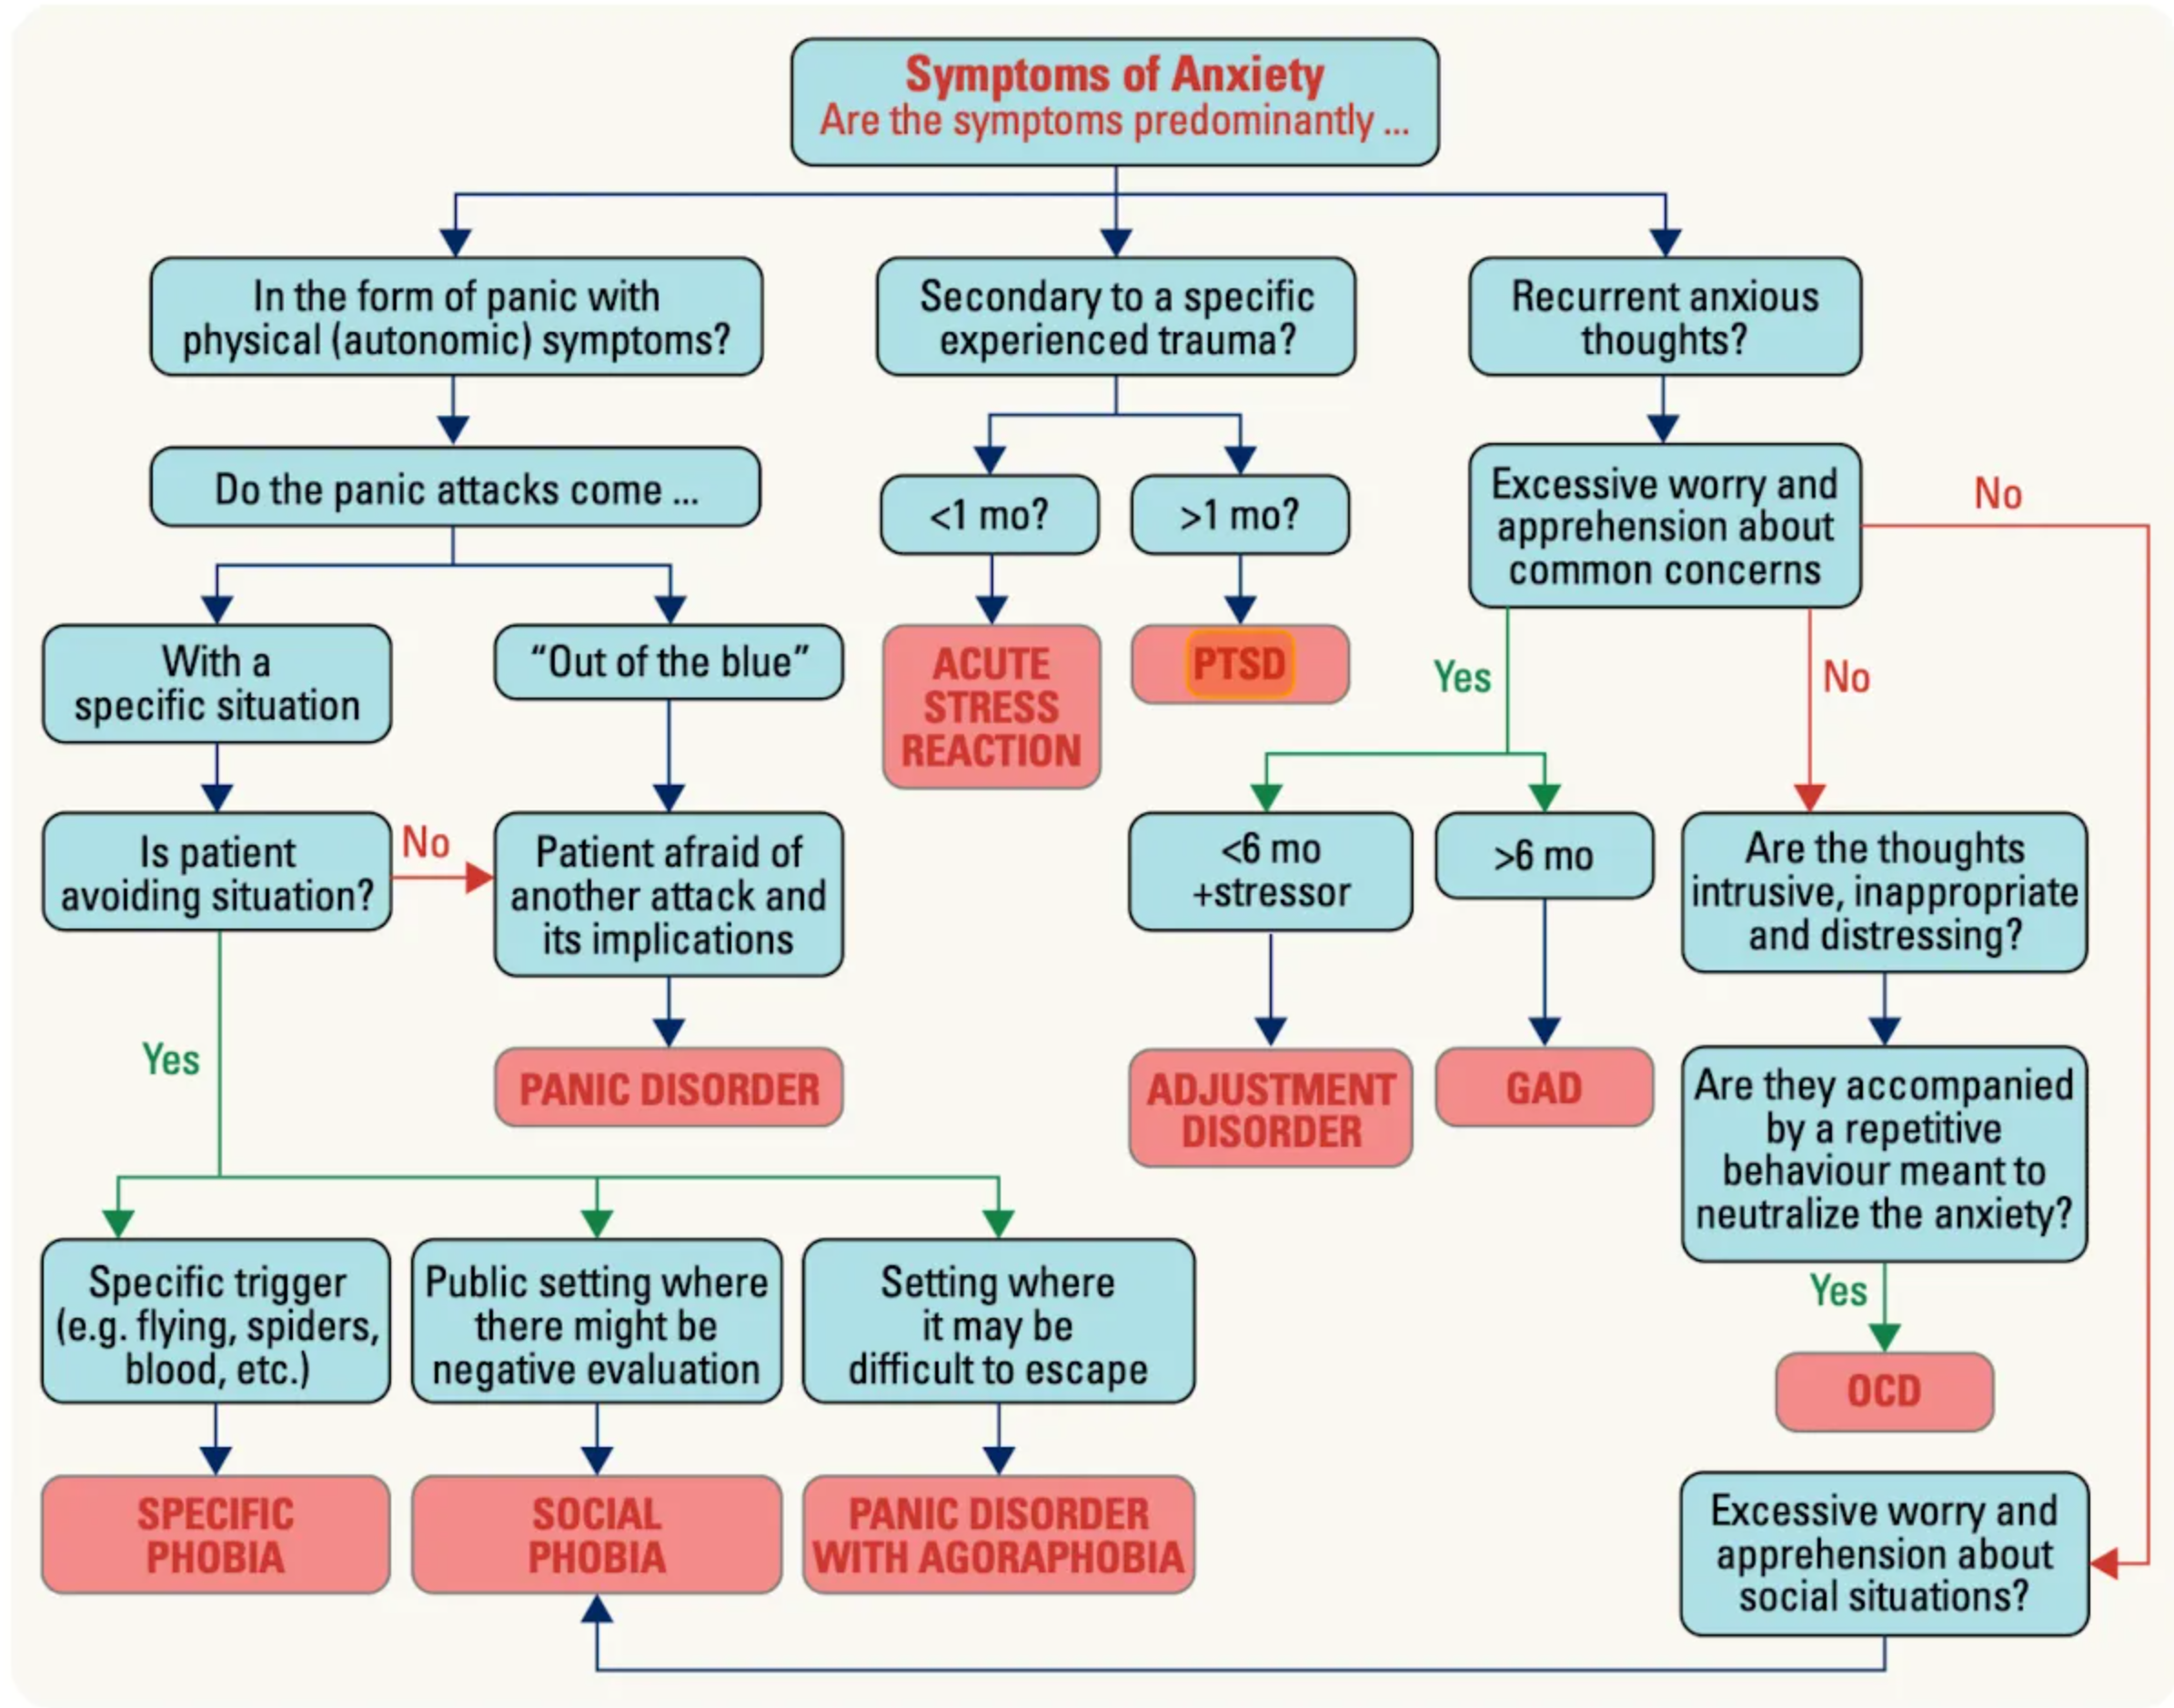 Symptoms of Anxiety
Are the symptoms predominantly ...
In the form of panic with
physical (autonomic) symptoms?
Secondary to a specific
experienced trauma?
Recurrent anxious
thoughts?
Do the panic attacks come ...
<1 mo?
>1 mo?
Excessive worry and
apprehension about
common concerns
No
With a
specific situation
“Out of the blue”
ACUTE
STRESS
REACTION
PTSD
Yes
No
Is patient
avoiding situation?
No
Patient afraid of
another attack and
its implications
<6 mo
+stressor
>6 mo
Are the thoughts
intrusive, inappropriate
and distressing?
Yes
PANIC DISORDER
ADJUSTMENT
DISORDER
GAD
Are they accompanied
by a repetitive
behaviour meant to
neutralize the anxiety?
Specific trigger
(e.g. flying, spiders,
blood, etc.)
Public setting where
there might be
negative evaluation
Setting where
it may be
difficult to escape
Yes
OCD
SPECIFIC
PHOBIA
SOCIAL
PHOBIA
PANIC DISORDER
WITH AGORAPHOBIA
Excessive worry and
apprehension about
social situations?